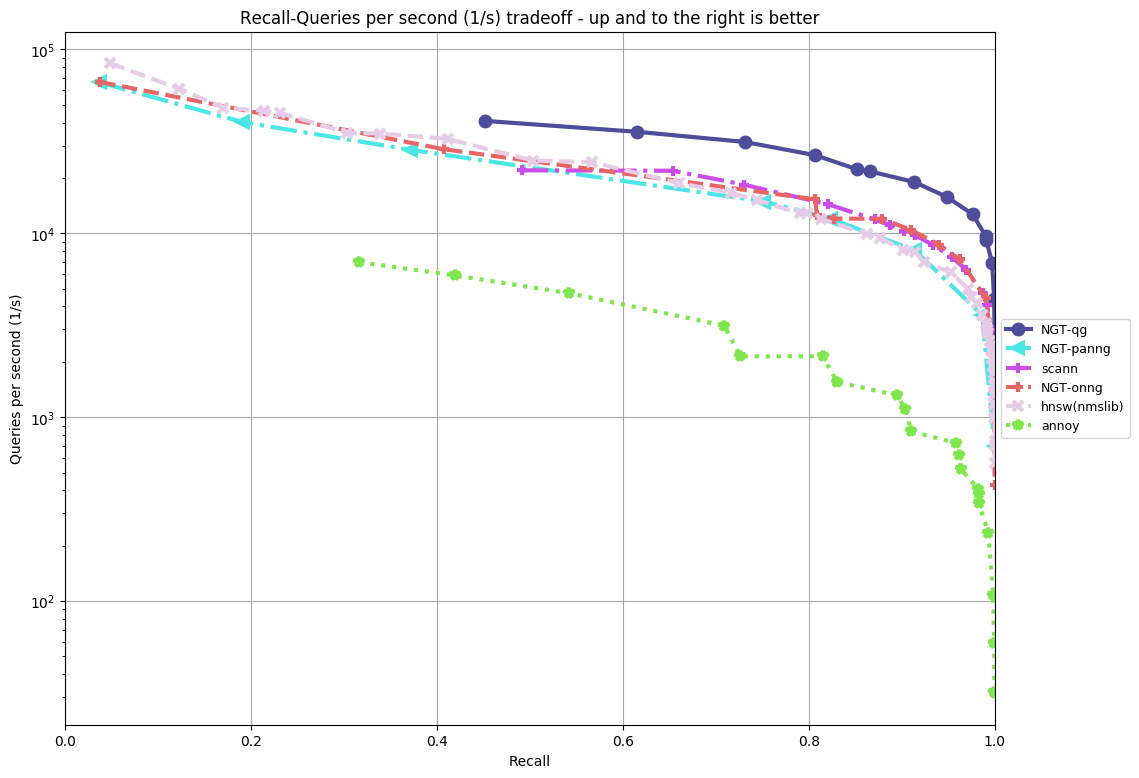 Recall-Queries per second (1/s) tradeoff - up and to the right is better
10^5
10^4
10^3
10^2
Queries per second (1/s)
0.0 0.2 0.4 0.6 0.8 1.0
Recall
NGT-qg
NGT-panng
scann
NGT-onng
hnsw(nmslib)
annoy